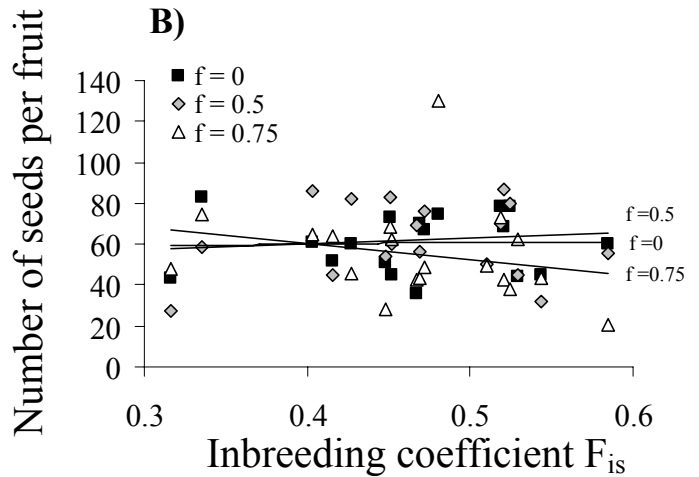 B)
Number of seeds per fruit
140
120
100
80
60
40
20
0
f = 0
f = 0.5
f = 0.75
f = 0.5
f=0
f = 0.75
0.3 0.4 0.5 0.6
Inbreeding coefficient Fis